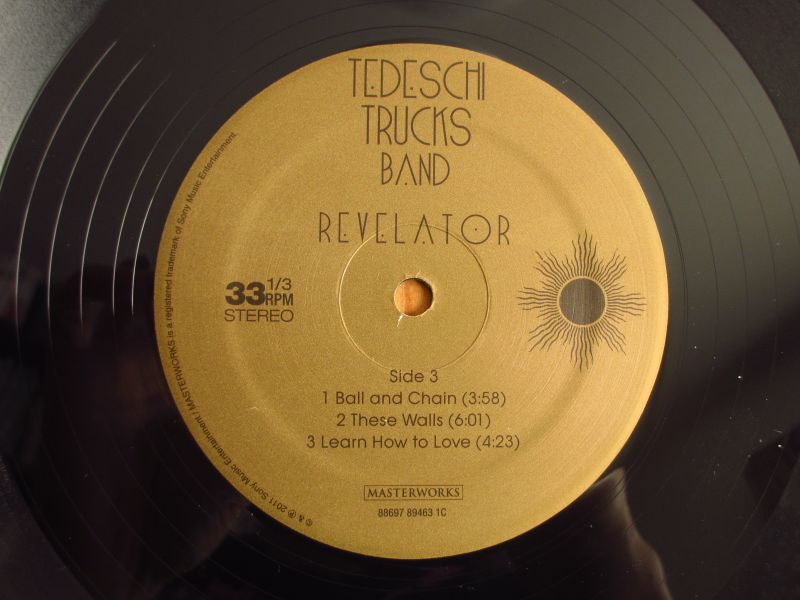 TEDESCHI
TRUCKS
BAND
REVELATOR
33 1/3 RPM
STEREO
Side 3
1 Ball and Chain (3:58)
2 These Walls (6:01)
3 Learn How to Love (4:23)
MASTERWORKS
88697 89463 1C
© & ℗ 2011 Sony Music Entertainment / MASTERWORKS is a registered trademark of Sony Music Entertainment.